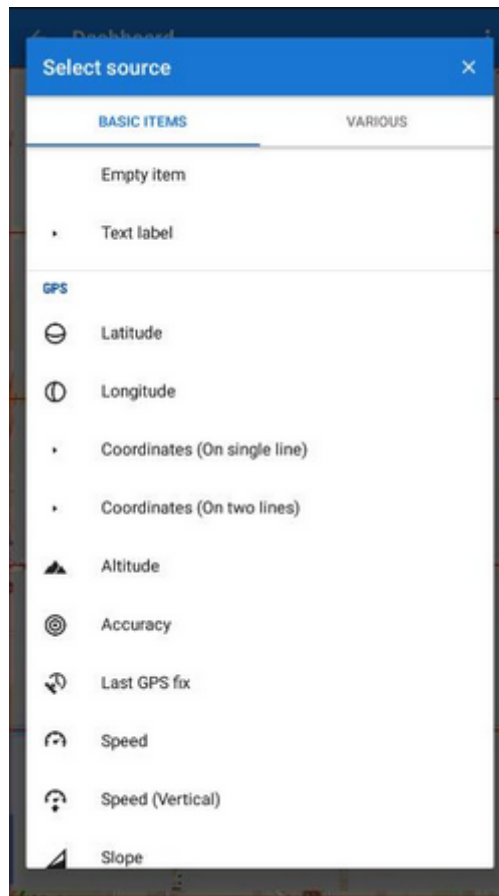 Dashboard
Select source
BASIC ITEMS
VARIOUS
Empty item
Text label
GPS
Latitude
Longitude
Coordinates (On single line)
Coordinates (On two lines)
Altitude
Accuracy
Last GPS fix
Speed
Speed (Vertical)
Slope